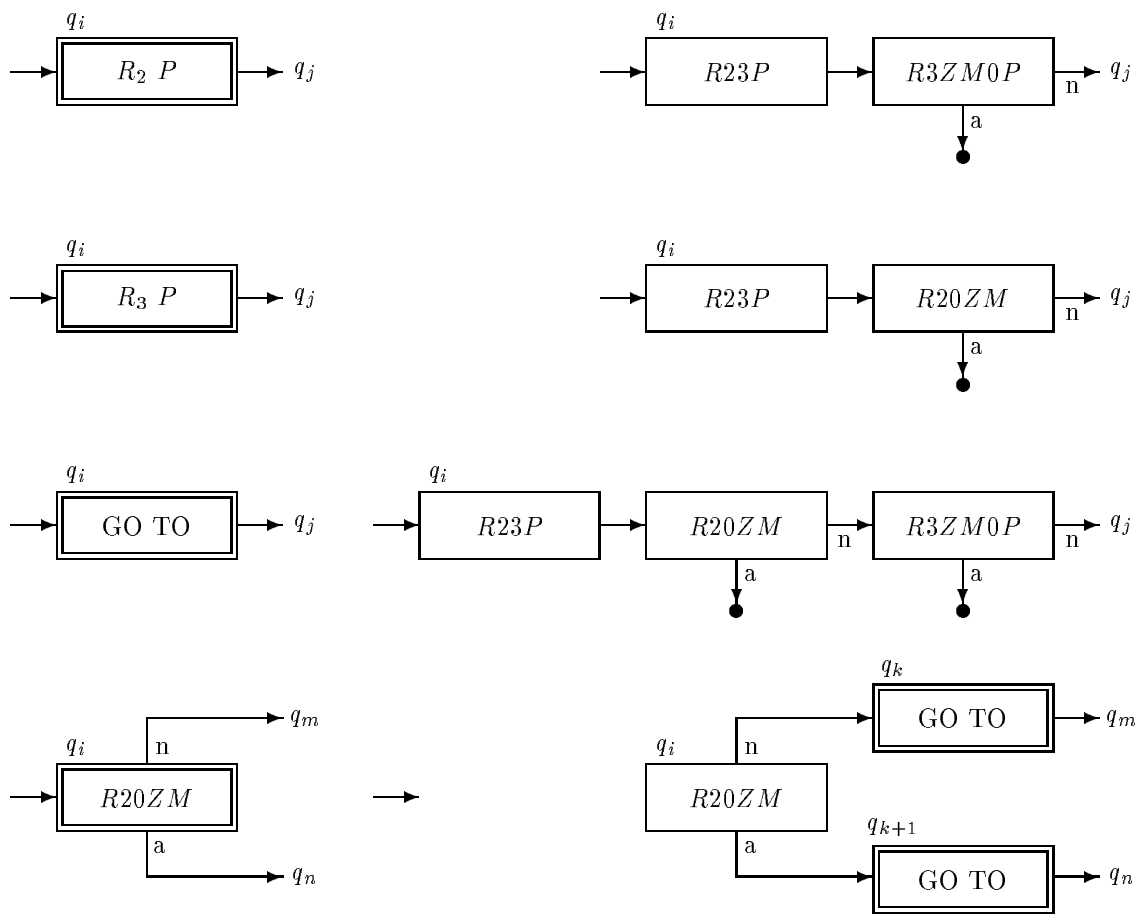 q_i q_i
R_2 P q_j R23P R3ZM0P q_j
n
a
q_i q_i
R_3 P q_j R23P R20ZM q_j
n
a
q_i q_i
GO TO q_j R23P R20ZM R3ZM0P q_j
n n
a a
q_k
q_m GO TO q_m
q_i n q_i n
R20ZM R20ZM
a a q_{k+1}
q_n GO TO q_n